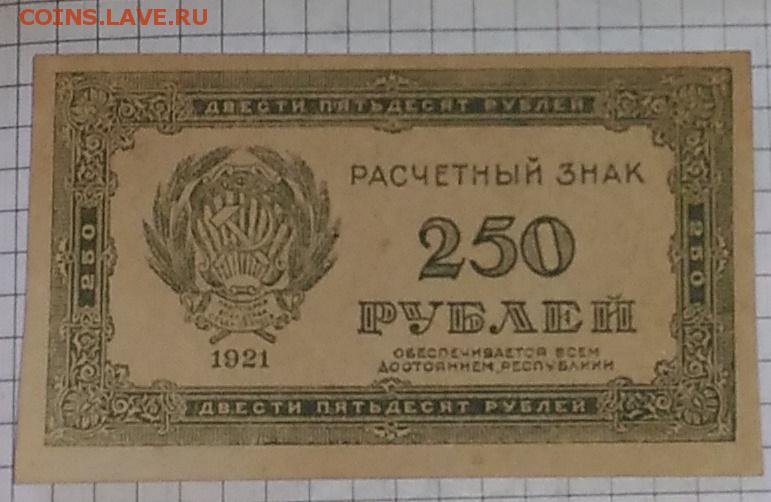 COINS.LAVE.RU
ДВЕСТИ ПЯТЬДЕСЯТ РУБЛЕЙ
РАСЧЕТНЫЙ ЗНАК
250
250
250
РУБЛЕЙ
1921
ОБЕСПЕЧИВАЕТСЯ ВСЕМ
ДОСТОЯНИЕМ РЕСПУБЛИКИ
ДВЕСТИ ПЯТЬДЕСЯТ РУБЛЕЙ